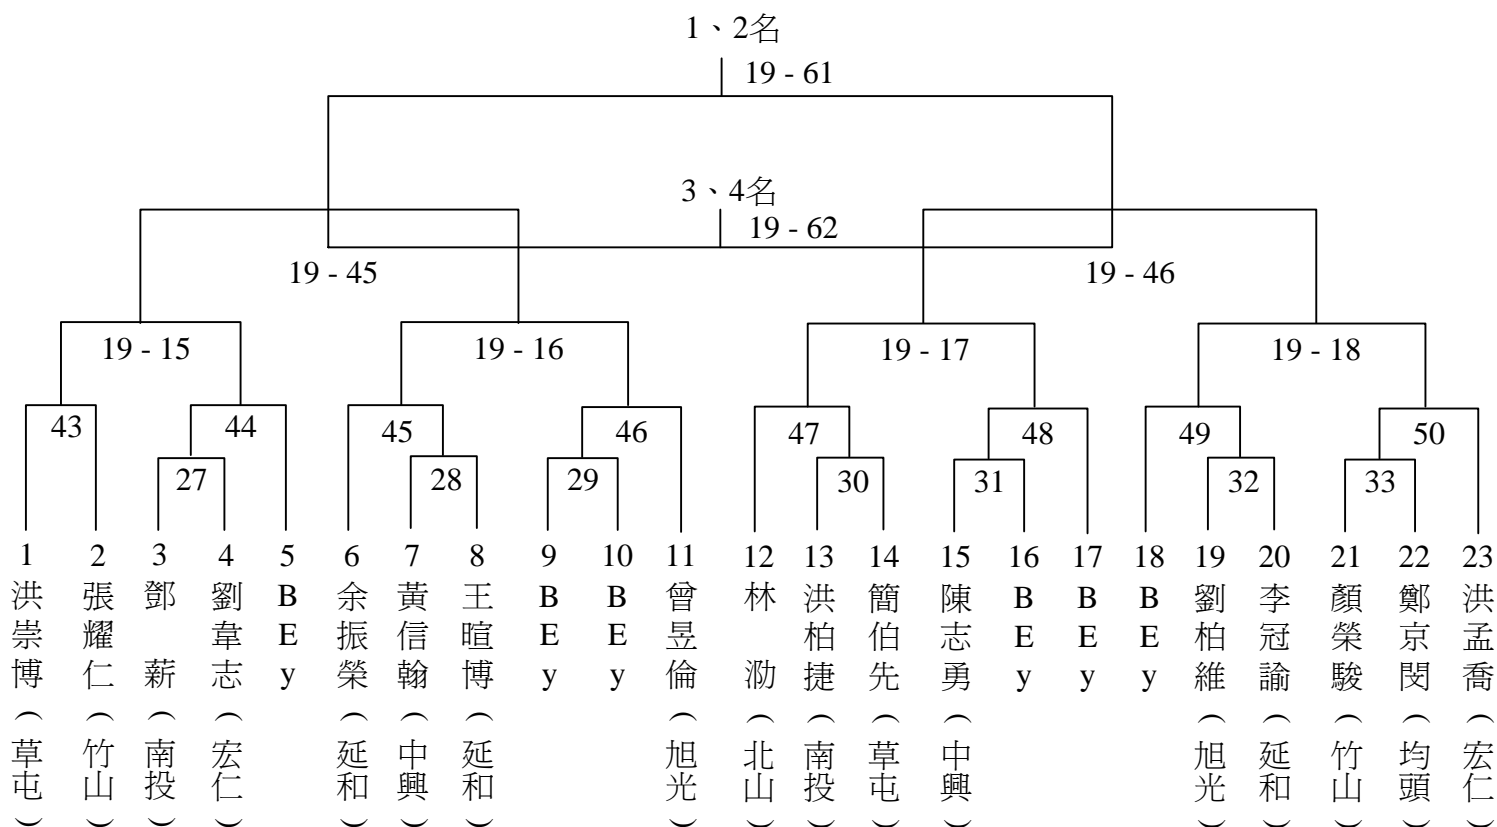 1、2名
19 - 61
3、4名
19 - 62
19 - 45
19 - 46
19 - 15
19 - 16
19 - 17
19 - 18
43
44
45
46
47
48
49
50
27
28
29
30
31
32
33
1 洪崇博(草屯)
2 張耀仁(竹山)
3 鄧薪(南投)
4 劉韋志(宏仁)
5 BEy
6 余振榮(延和)
7 黃信翰(中興)
8 王暄博(延和)
9 BEy
10 BEy
11 曾昱倫(旭光)
12 林泐(北山)
13 洪柏捷(南投)
14 簡伯先(草屯)
15 陳志勇(中興)
16 BEy
17 BEy
18 BEy
19 劉柏維(旭光)
20 李冠諭(延和)
21 顏榮駿(竹山)
22 鄭京閔(均頭)
23 洪孟喬(宏仁)